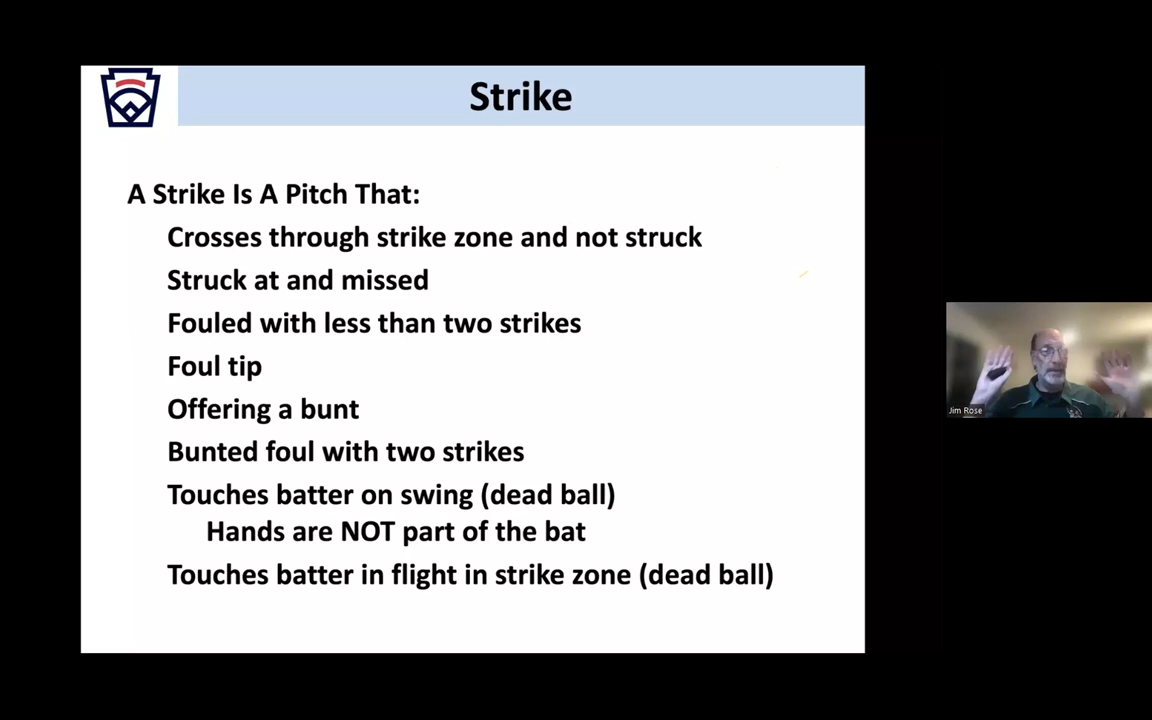 Strike
A Strike Is A Pitch That:
Crosses through strike zone and not struck
Struck at and missed
Fouled with less than two strikes
Foul tip
Offering a bunt
Bunted foul with two strikes
Touches batter on swing (dead ball)
Hands are NOT part of the bat
Touches batter in flight in strike zone (dead ball)
Jim Rose